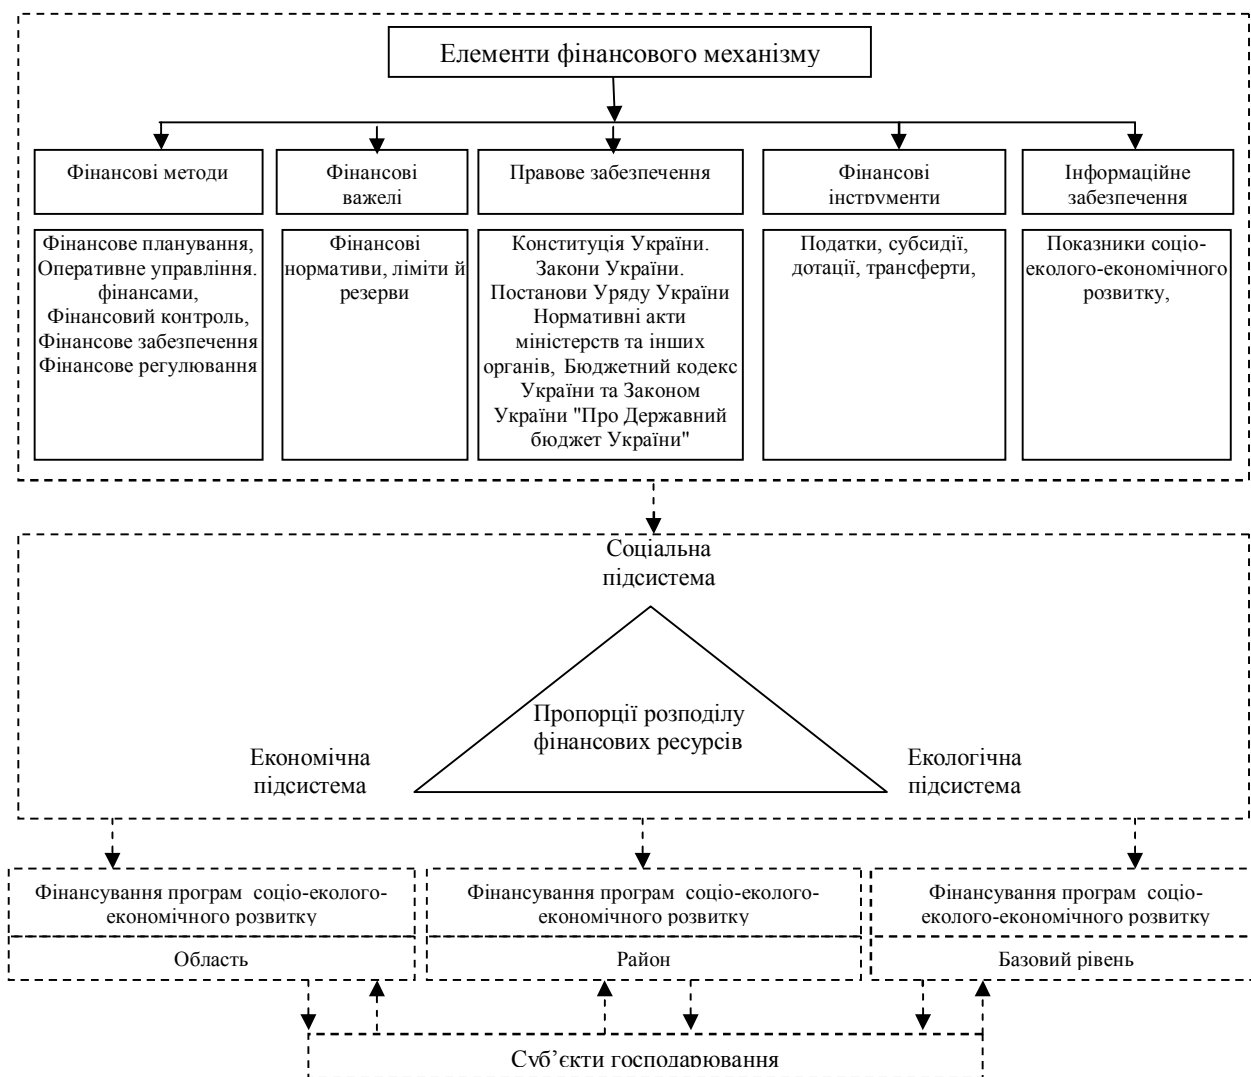 Елементи фінансового механізму
Фінансові методи
Фінансові
важелі
Правове забезпечення
Фінансові
інструменти
Інформаційне
забезпечення
Фінансове планування,
Оперативне управління.
фінансами,
Фінансовий контроль,
Фінансове забезпечення
Фінансове регулювання
Фінансові
нормативи, ліміти й
резерви
Конституція України.
Закони України.
Постанови Уряду України
Нормативні акти
міністерств та інших
органів, Бюджетний кодекс
України та Законом
України "Про Державний
бюджет України"
Податки, субсидії,
дотації, трансферти,
Показники соціо-
еколого-економічного
розвитку,
Соціальна
підсистема
Пропорції розподілу
фінансових ресурсів
Економічна
підсистема
Екологічна
підсистема
Фінансування програм соціо-еколого-
економічного розвитку
Область
Фінансування програм соціо-еколого-
економічного розвитку
Район
Фінансування програм соціо-
еколого-економічного розвитку
Базовий рівень
Суб’єкти господарювання